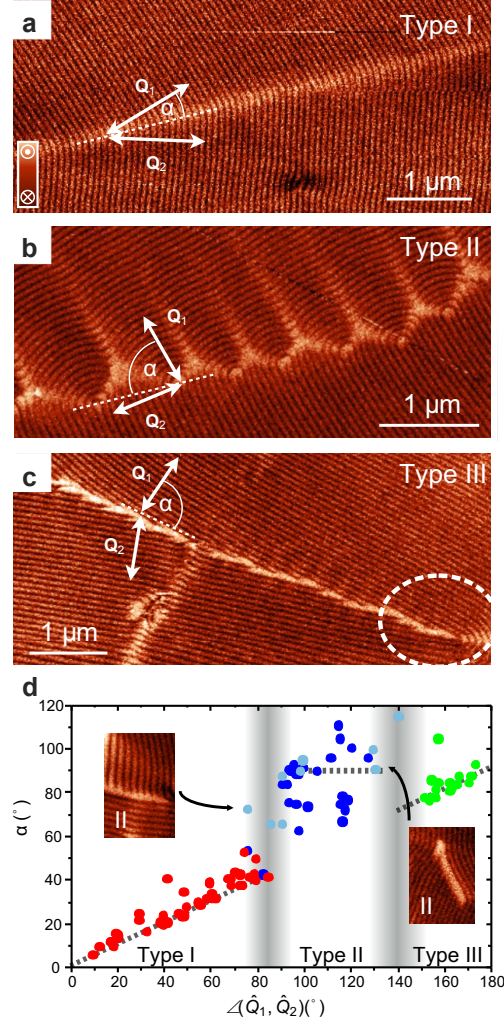 a
Type I
Q₁
α
Q₂
1 µm
b
Type II
Q₁
α
Q₂
1 µm
c
Type III
Q₁
α
Q₂
1 µm
d
120
100
80
60
40
20
0
α(°)
II
II
Type I
Type II
Type III
0 20 40 60 80 100 120 140 160 180
∠(Q̂₁, Q̂₂)(°)